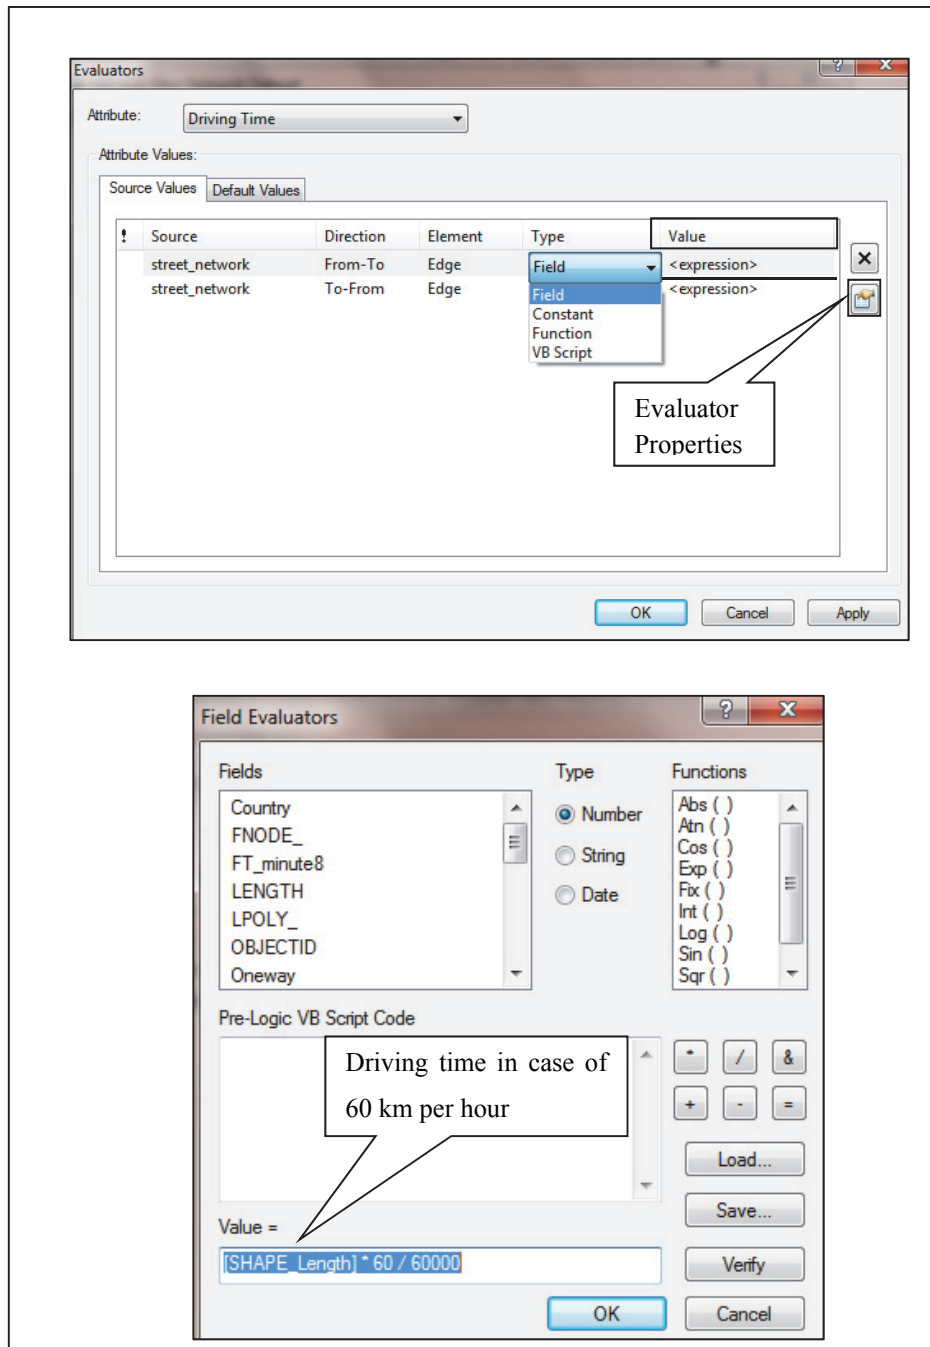 Evaluators
Attribute: Driving Time
Attribute Values:
Source Values Default Values
! Source Direction Element Type Value
street_network From-To Edge Field <expression>
street_network To-From Edge <expression>
Field
Constant
Function
VB Script
Evaluator
Properties
OK Cancel Apply
Field Evaluators
Fields Type Functions
Country
FNODE_
FT_minute8
LENGTH
LPOLY_
OBJECTID
Oneway
Number
String
Date
Abs ( )
Atn ( )
Cos ( )
Exp ( )
Fix ( )
Int ( )
Log ( )
Sin ( )
Sqr ( )
Pre-Logic VB Script Code
Driving time in case of
60 km per hour
* / &
+ - =
Load...
Save...
Value =
[SHAPE_Length] * 60 / 60000
Verify
OK Cancel